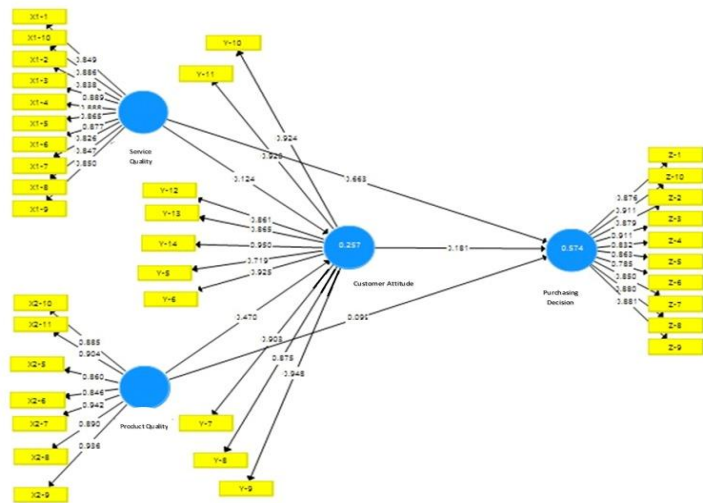 X1-1
X1-10
X1-2
X1-3
X1-4
X1-5
X1-6
X1-7
X1-8
X1-9
0.849
0.886
0.838
0.889
0.865
0.877
0.826
0.847
0.850
Service
Quality
Y-10
Y-11
0.924
0.124
0.663
Y-12
Y-13
Y-14
Y-5
Y-6
0.861
0.865
0.950
0.719
0.925
0.257
Customer Attitude
0.181
0.574
Purchasing
Decision
Z-1
Z-10
Z-2
Z-3
Z-4
Z-5
Z-6
Z-7
Z-8
Z-9
0.876
0.911
0.879
0.911
0.832
0.863
0.785
0.850
0.880
0.881
X2-10
X2-11
X2-5
X2-6
X2-7
X2-8
X2-9
0.885
0.904
0.860
0.846
0.942
0.890
0.936
Product Quality
0.470
0.091
0.903
0.875
0.948
Y-7
Y-8
Y-9